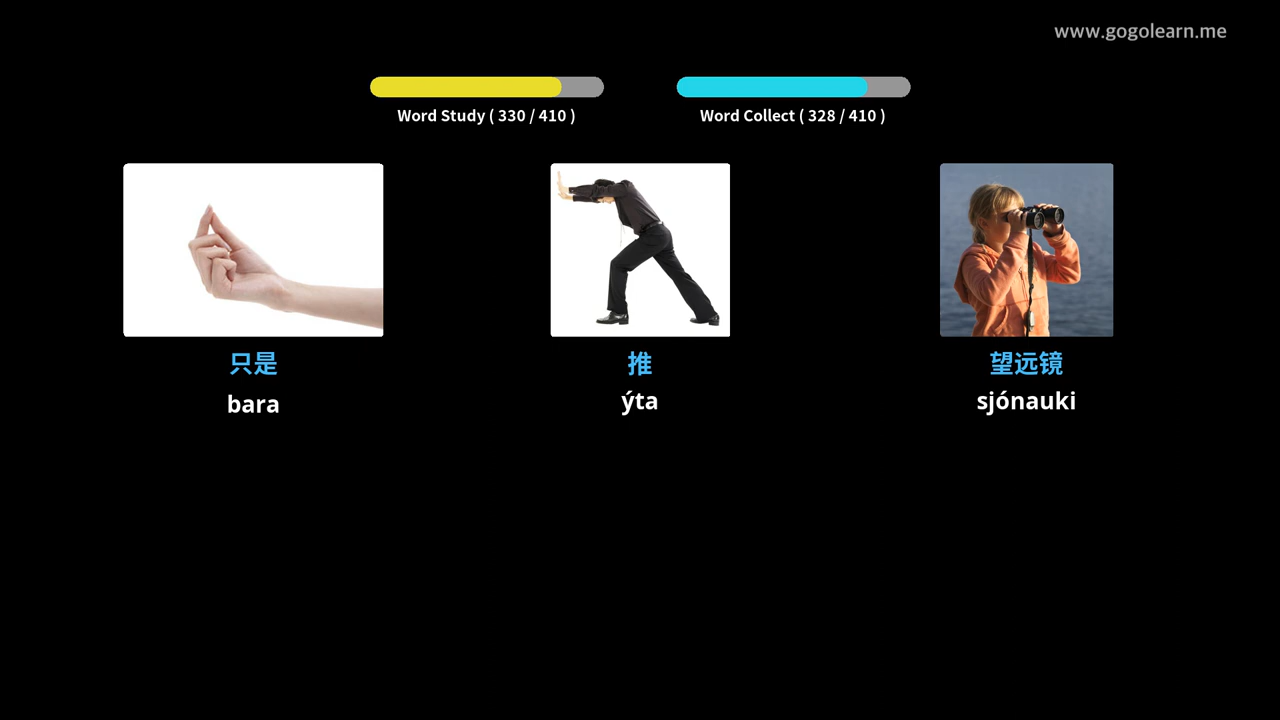 www.gogolearn.me
Word Study ( 330 / 410 )
Word Collect ( 328 / 410 )
只是
bara
推
ýta
望远镜
sjónauki